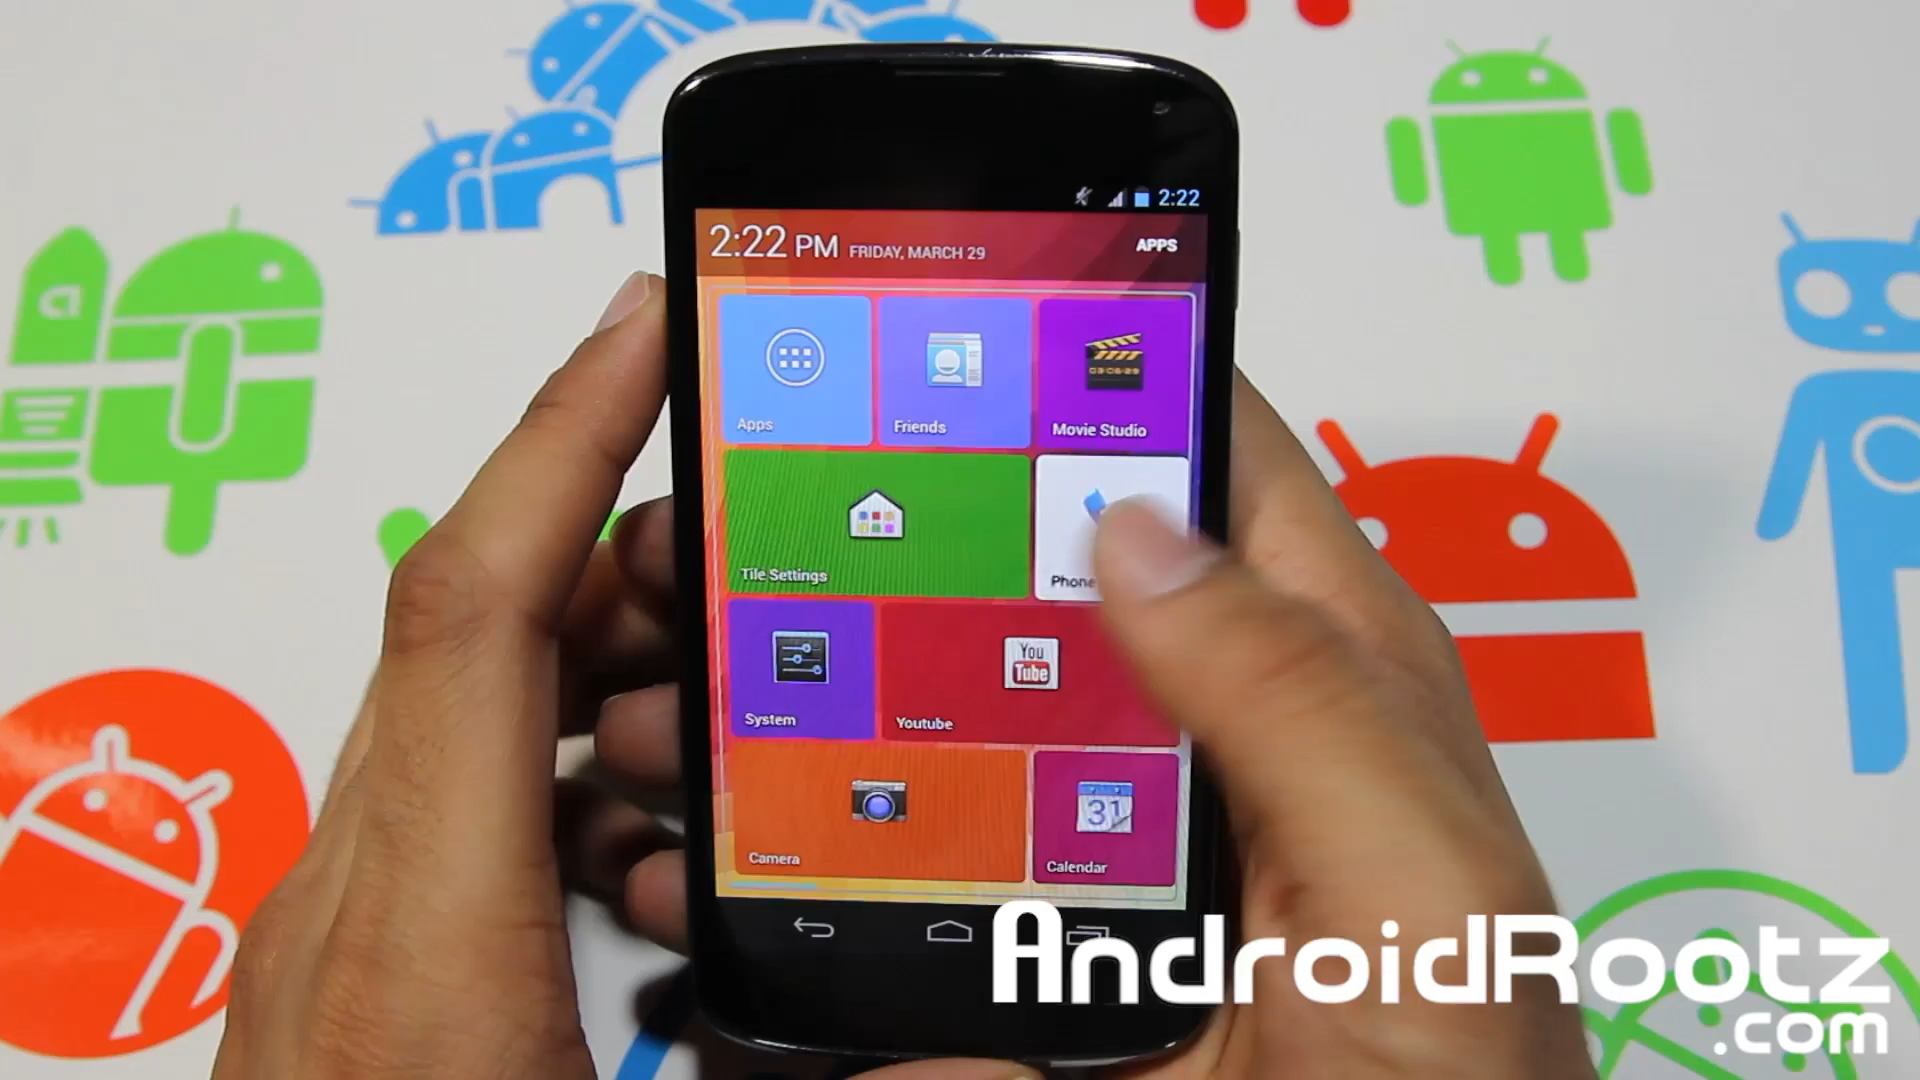 2:22
2:22 PM FRIDAY, MARCH 29 APPS
Apps
Friends
Movie Studio
Tile Settings
Phone
System
You
Tube
Youtube
Camera
31
Calendar
AndroidRootz
.com